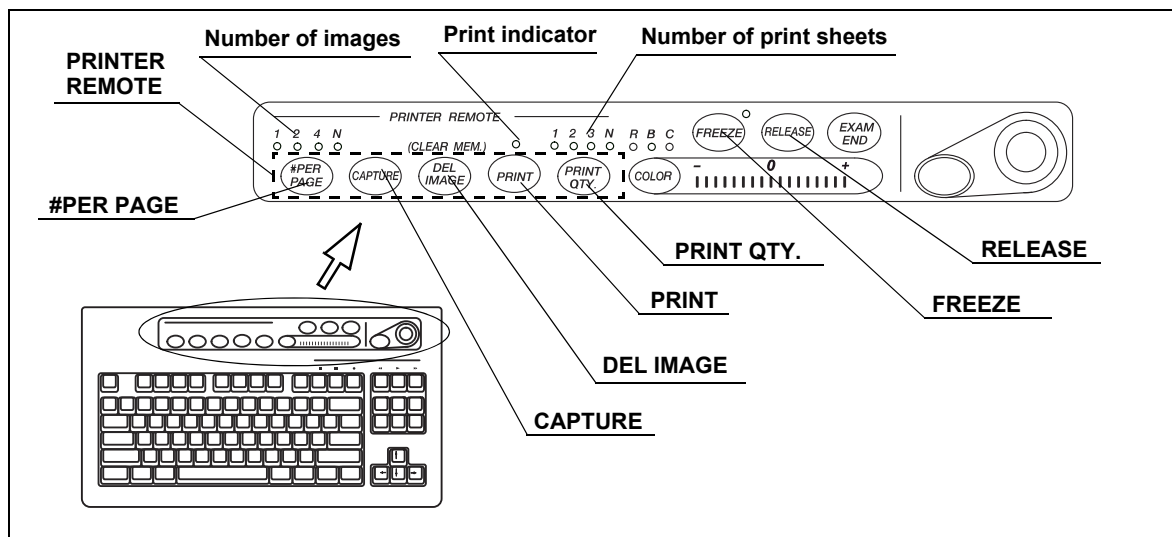 Number of images
Print indicator
Number of print sheets
PRINTER
REMOTE
PRINTER REMOTE
1 2 4 N
(CLEAR MEM.)
1 2 3 N
R B C
FREEZE
RELEASE
EXAM
END
#PER
PAGE
CAPTURE
DEL
IMAGE
PRINT
PRINT
QTY.
COLOR
- 0 +
#PER PAGE
PRINT QTY.
RELEASE
PRINT
FREEZE
DEL IMAGE
CAPTURE